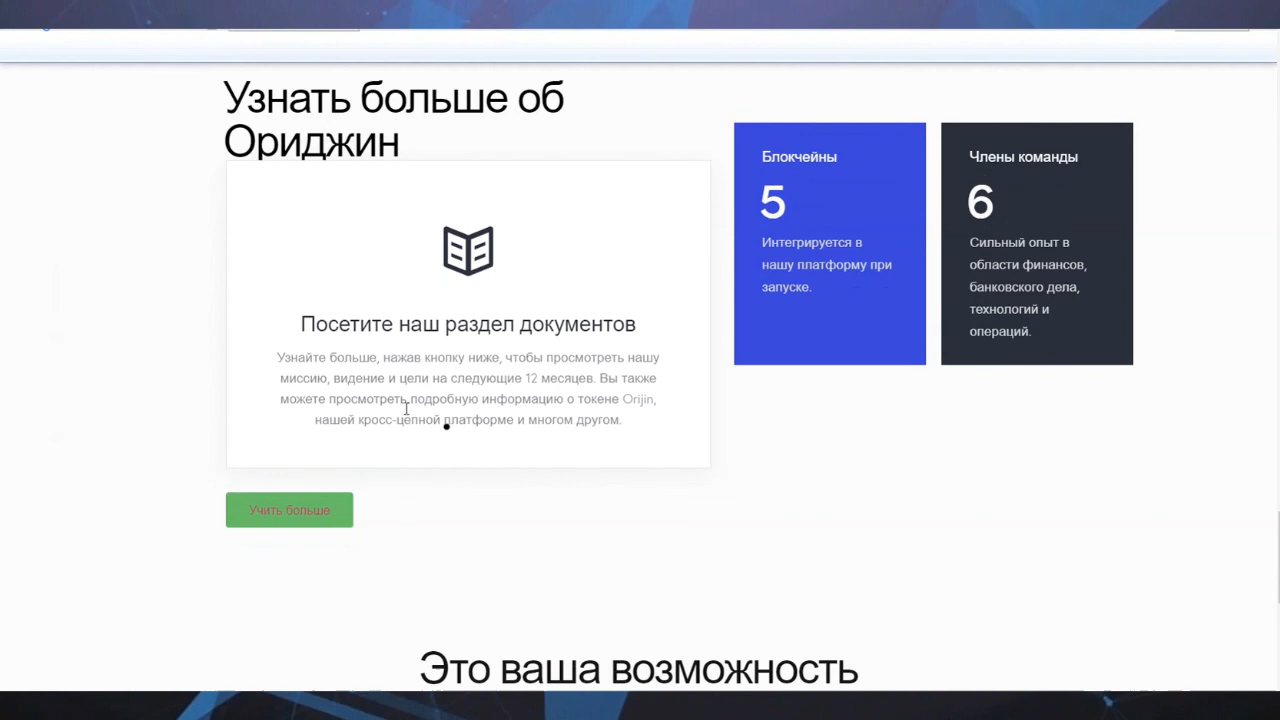 Узнать больше об
Ориджин
Посетите наш раздел документов
Узнайте больше, нажав кнопку ниже, чтобы просмотреть нашу
миссию, видение и цели на следующие 12 месяцев. Вы также
можете просмотреть подробную информацию о токене Orijin,
нашей кросс-цепной платформе и многом другом.
Учить больше
Блокчейны
5
Интегрируется в
нашу платформу при
запуске.
Члены команды
6
Сильный опыт в
области финансов,
банковского дела,
технологий и
операций.
Это ваша возможность